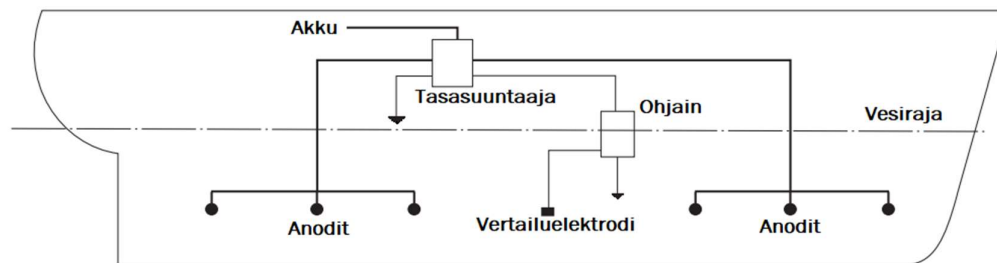 Akku
Tasasuuntaaja
Ohjain
Vesiraja
Anodit
Vertailuelektrodi
Anodit